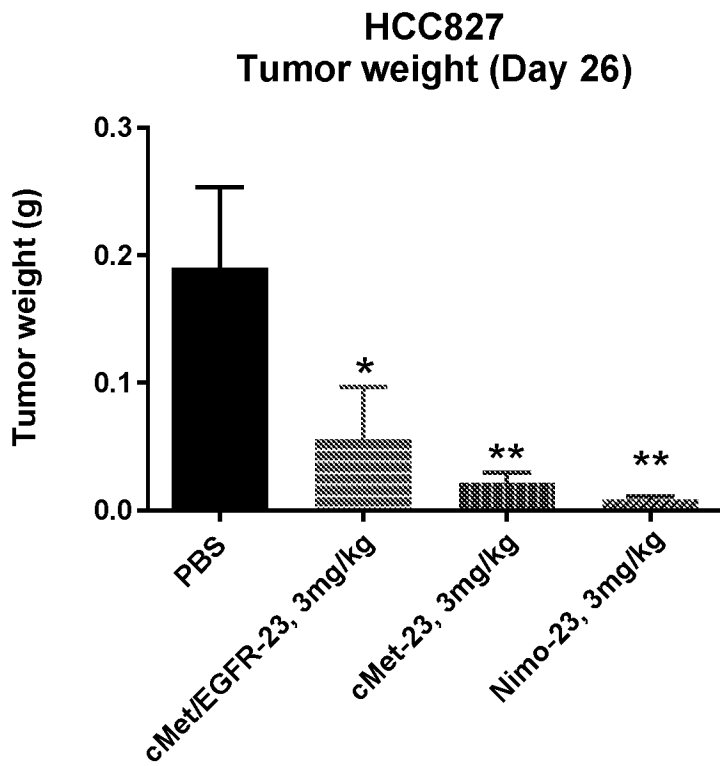 HCC827
Tumor weight (Day 26)
Tumor weight (g)
0.3
0.2
0.1
0.0
*
**
**
PBS
cMet/EGFR-23, 3mg/kg
cMet-23, 3mg/kg
Nimo-23, 3mg/kg